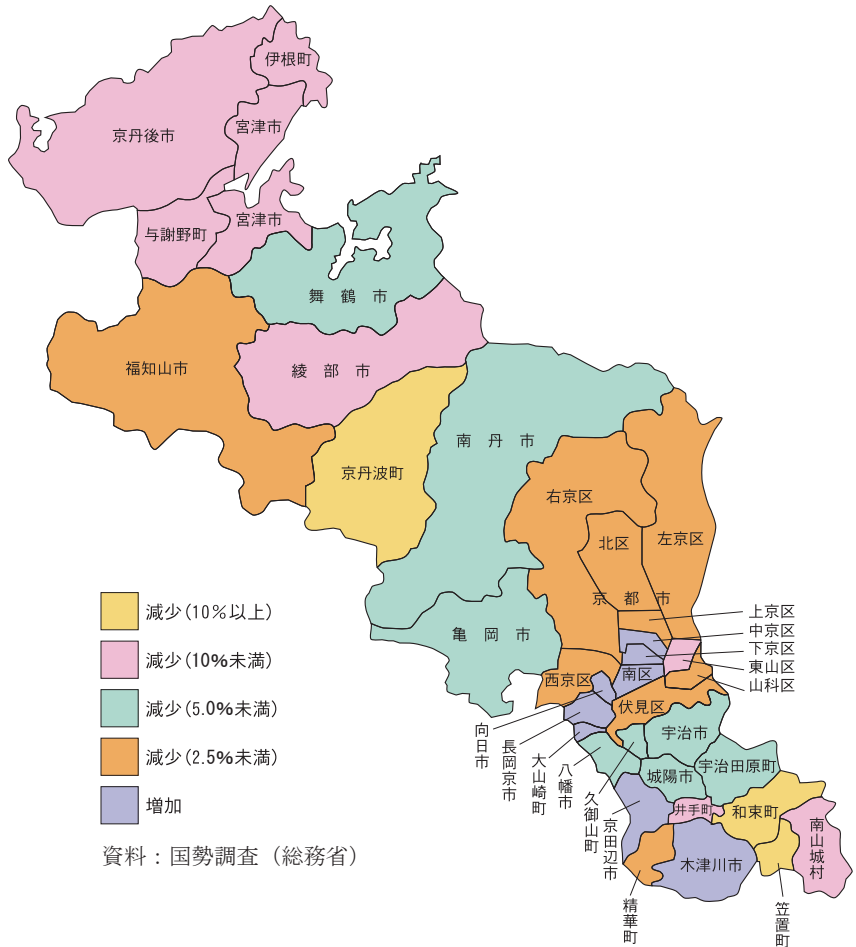 伊根町
宮津市
京丹後市
宮津市
与謝野町
舞鶴市
福知山市
綾部市
南丹市
京丹波町
右京区
北区
左京区
京都市
上京区
中京区
下京区
東山区
山科区
亀岡市
西京区
南区
伏見区
向日市
長岡京市
大山崎町
八幡市
久御山町
京田辺市
宇治市
城陽市
宇治田原町
井手町
和束町
南山城村
木津川市
精華町
笠置町
減少(10%以上)
減少(10%未満)
減少(5.0%未満)
減少(2.5%未満)
増加
資料:国勢調査(総務省)